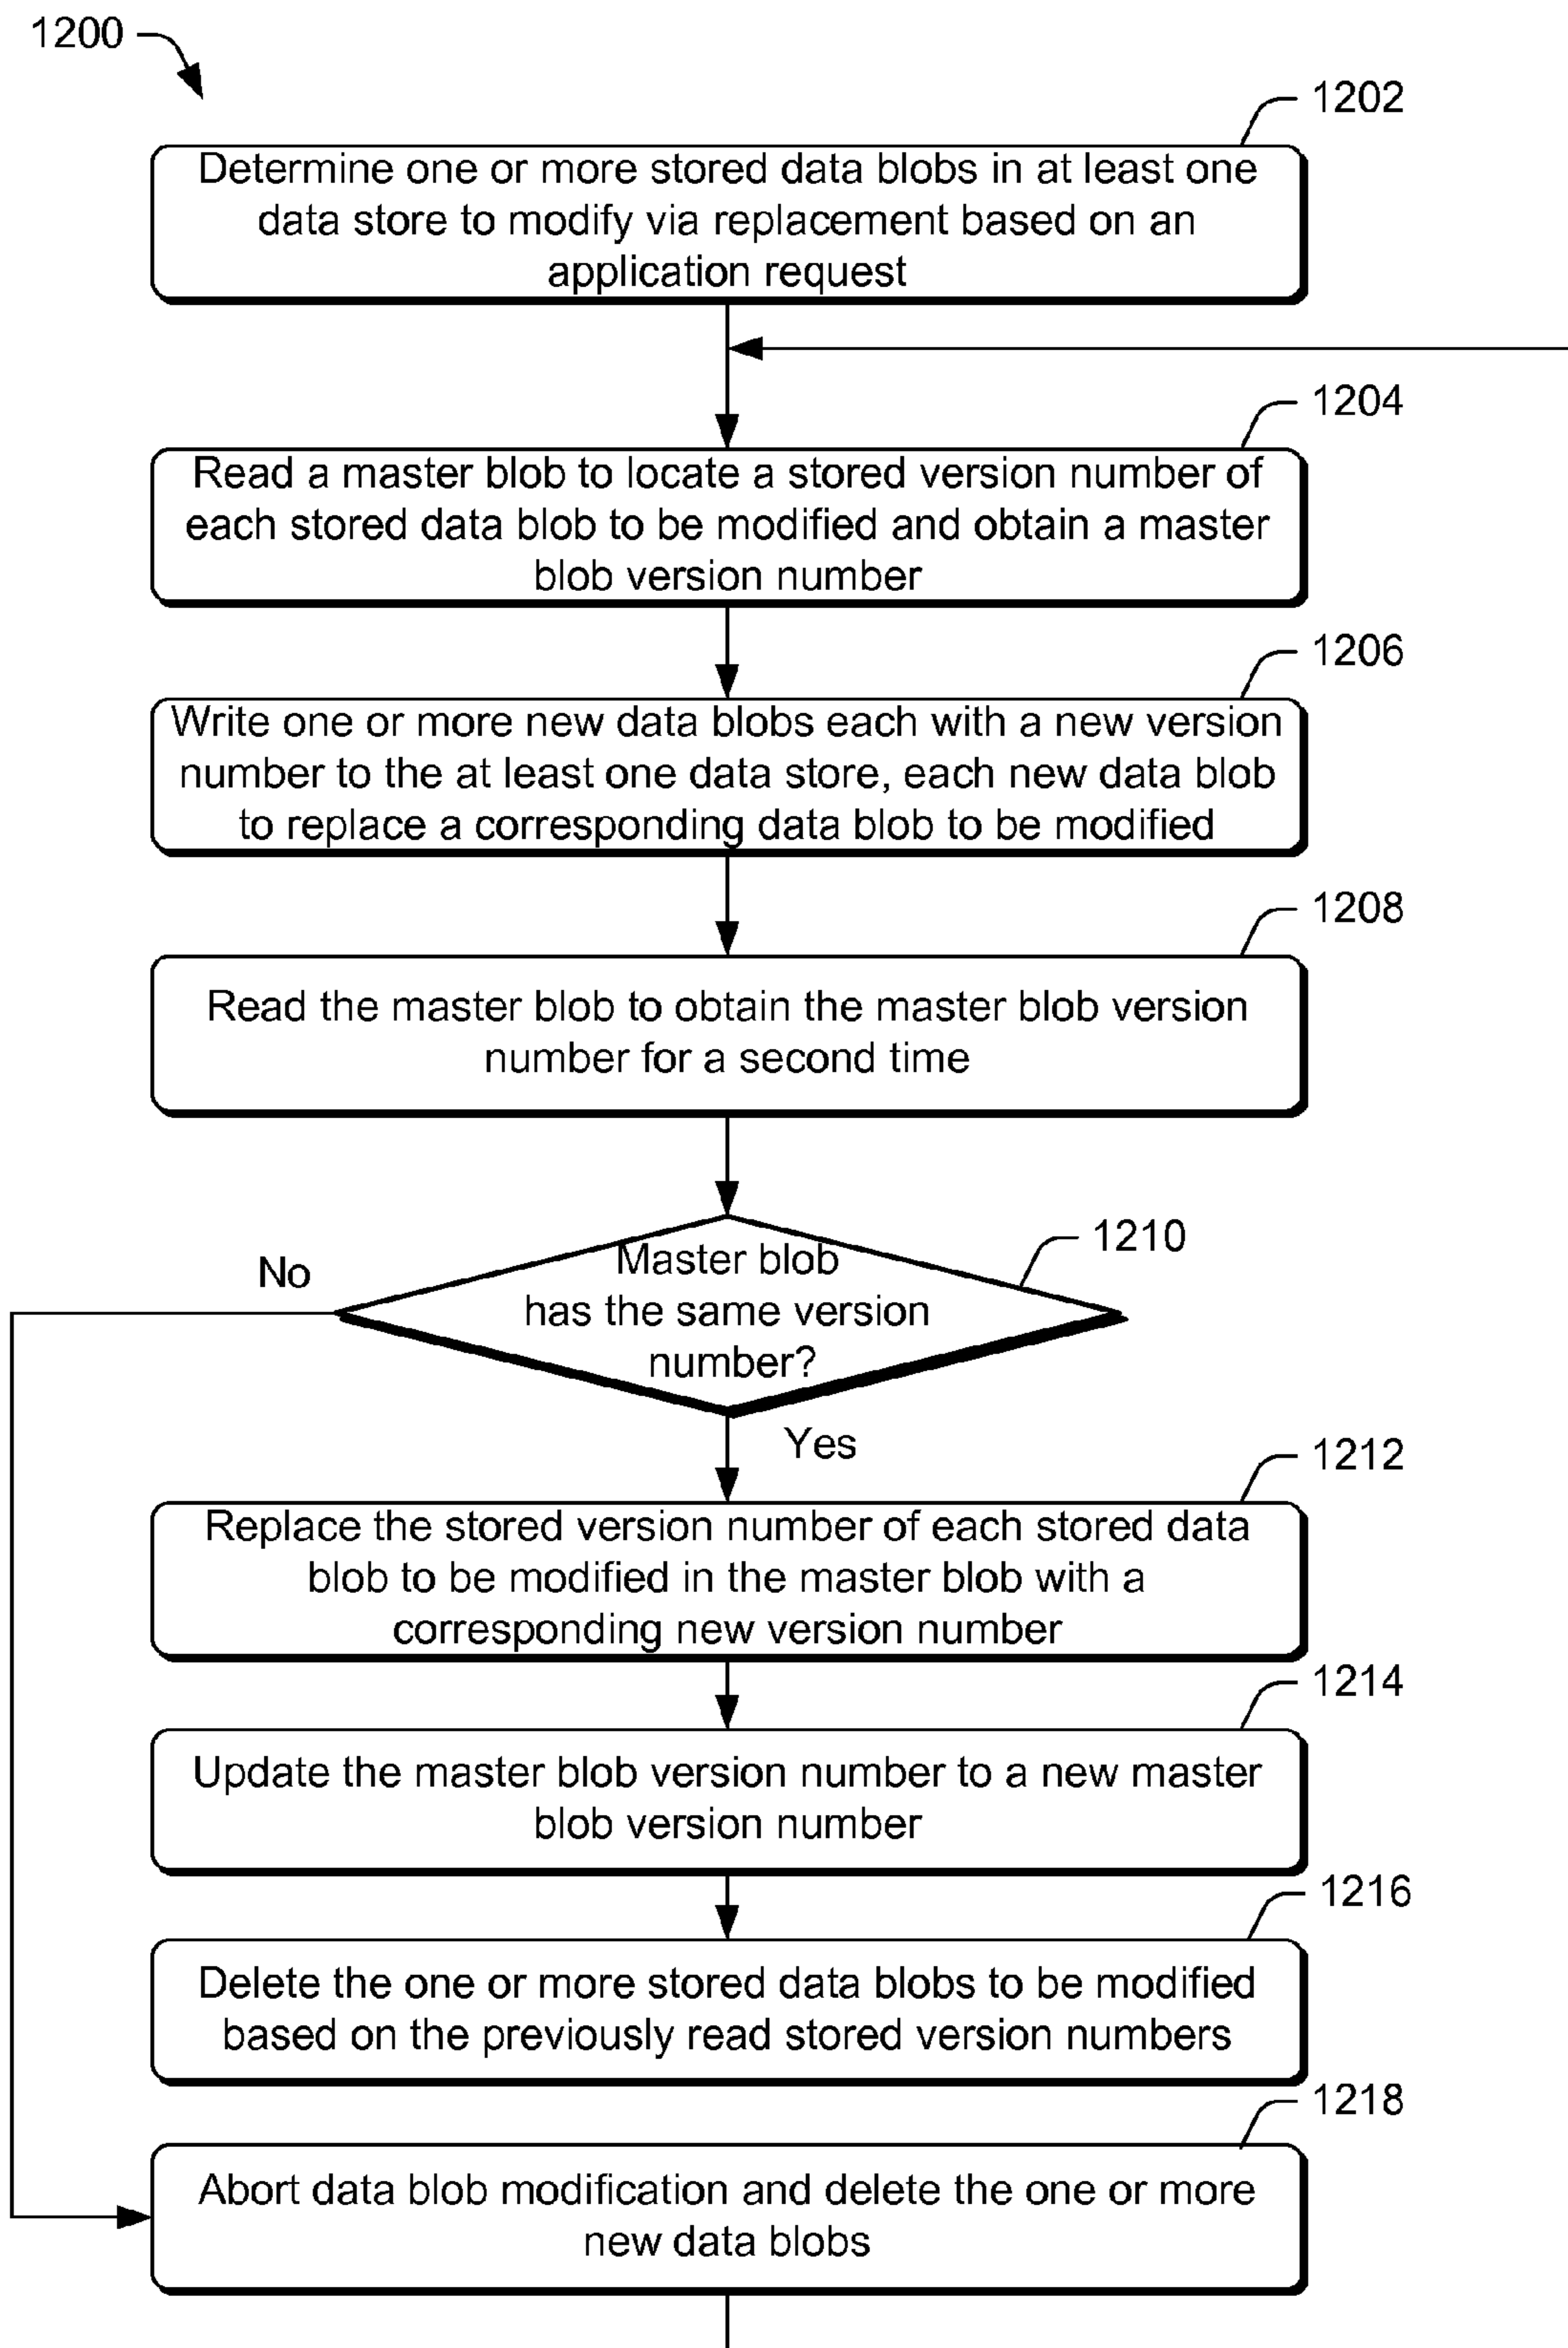 1200
1202
Determine one or more stored data blobs in at least one
data store to modify via replacement based on an
application request
1204
Read a master blob to locate a stored version number of
each stored data blob to be modified and obtain a master
blob version number
1206
Write one or more new data blobs each with a new version
number to the at least one data store, each new data blob
to replace a corresponding data blob to be modified
1208
Read the master blob to obtain the master blob version
number for a second time
1210
No
Master blob
has the same version
number?
Yes
1212
Replace the stored version number of each stored data
blob to be modified in the master blob with a
corresponding new version number
1214
Update the master blob version number to a new master
blob version number
1216
Delete the one or more stored data blobs to be modified
based on the previously read stored version numbers
1218
Abort data blob modification and delete the one or more
new data blobs